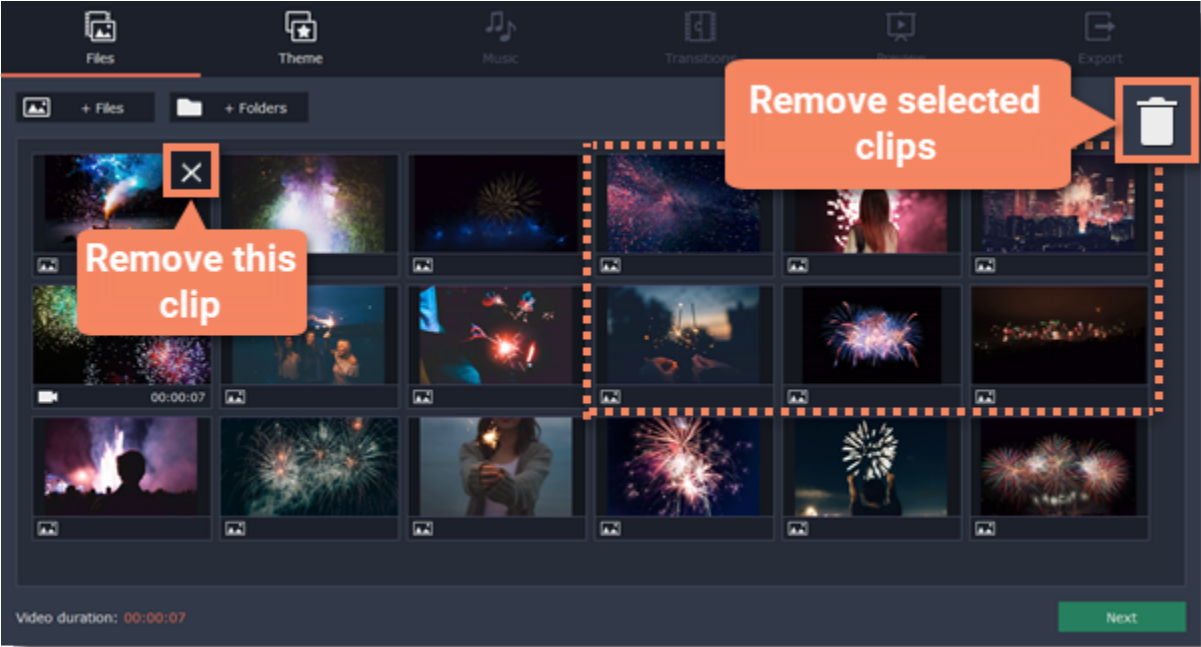 Files
Theme
Music
Transitions
Preview
Export
+ Files
+ Folders
Remove selected
clips
Remove this
clip
00:00:07
Video duration: 00:00:07
Next